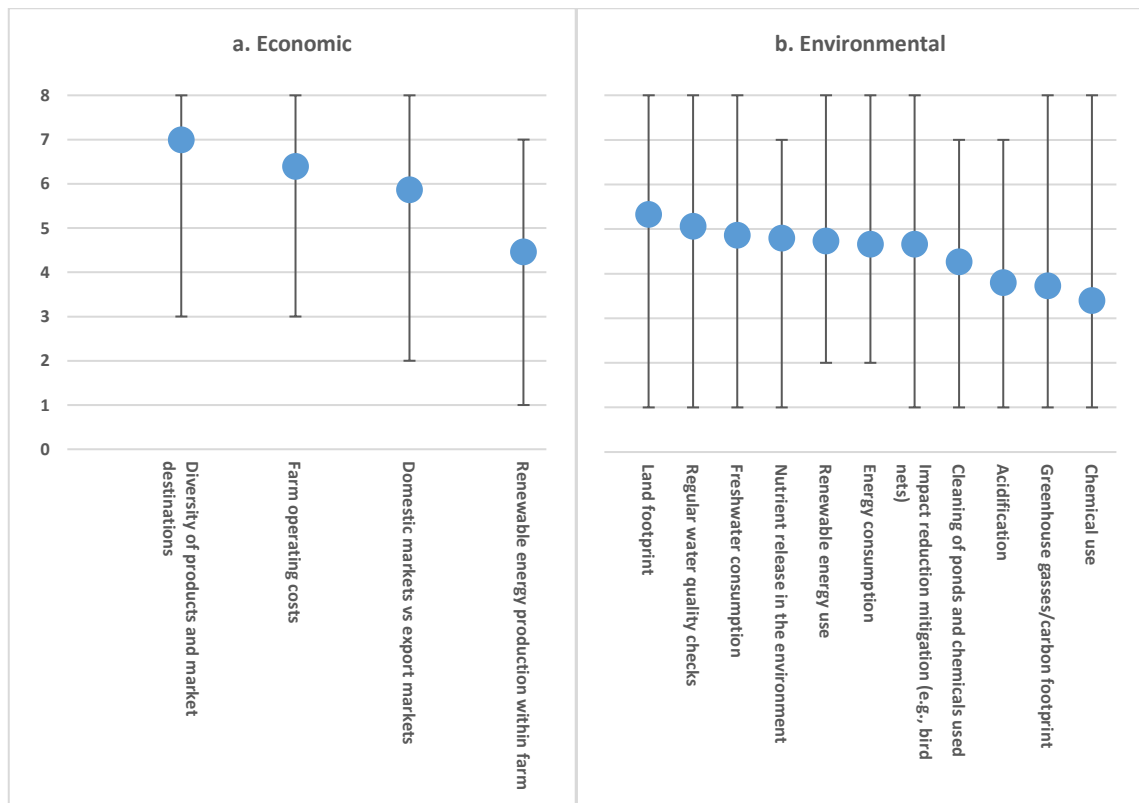 a. Economic
8
7
6
5
4
3
2
1
0
Diversity of products and market
destinations
Farm operating costs
Domestic markets vs export markets
Renewable energy production within farm
b. Environmental
Land footprint
Regular water quality checks
Freshwater consumption
Nutrient release in the environment
Renewable energy use
Energy consumption
Impact reduction mitigation (e.g., bird
nets)
Cleaning of ponds and chemicals used
Acidification
Greenhouse gasses/carbon footprint
Chemical use